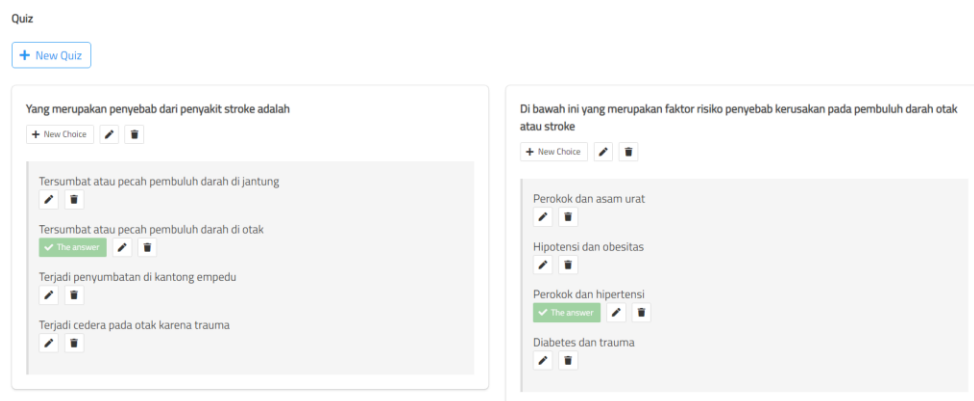 Quiz
+ New Quiz
Yang merupakan penyebab dari penyakit stroke adalah
+ New Choice
Tersumbat atau pecah pembuluh darah di jantung
Tersumbat atau pecah pembuluh darah di otak
✓ The answer
Terjadi penyumbatan di kantong empedu
Terjadi cedera pada otak karena trauma
Di bawah ini yang merupakan faktor risiko penyebab kerusakan pada pembuluh darah otak
atau stroke
+ New Choice
Perokok dan asam urat
Hipotensi dan obesitas
Perokok dan hipertensi
✓ The answer
Diabetes dan trauma